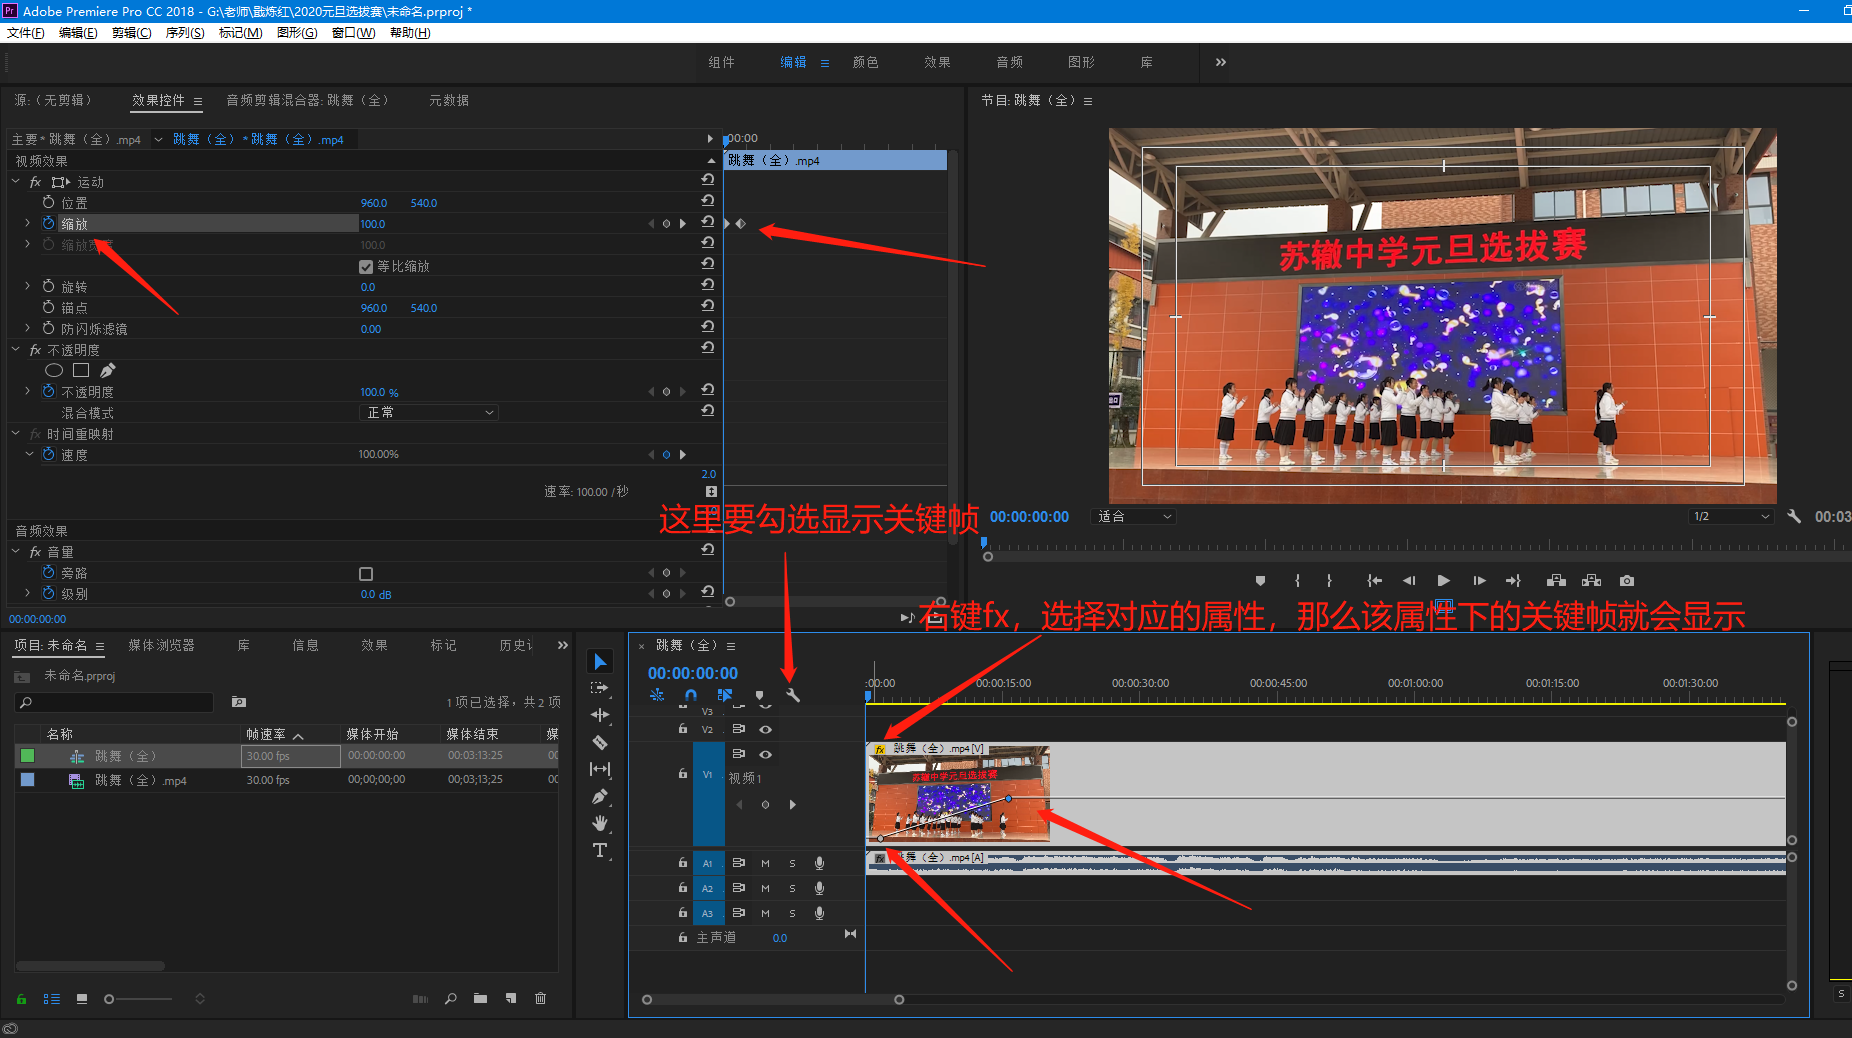 Adobe Premiere Pro CC 2018 - G:\老师\戬炼红\2020元旦选拔赛\未命名.prproj *
文件(F) 编辑(E) 剪辑(C) 序列(S) 标记(M) 图形(G) 窗口(W) 帮助(H)
组件 编辑 颜色 效果 音频 图形 库
源:（无剪辑） 效果控件 音频剪辑混合器: 跳舞（全） 元数据
主要 * 跳舞（全）.mp4 跳舞（全） * 跳舞（全）.mp4
:00:00
视频效果
跳舞（全）.mp4
fx 运动
位置 960.0 540.0
缩放 100.0
缩放宽度 100.0
等比缩放
旋转 0.0
锚点 960.0 540.0
防闪烁滤镜 0.00
fx 不透明度
不透明度 100.0 %
混合模式 正常
fx 时间重映射
速度 100.00%
2.0
速率: 100.00 /秒
音频效果
fx 音量
旁路
级别 0.0 dB
00:00:00:00
节目: 跳舞（全）
苏辙中学元旦选拔赛
00:00:00:00 适合 1/2 00:03
这里要勾选显示关键帧
右键fx，选择对应的属性，那么该属性下的关键帧就会显示
项目: 未命名 媒体浏览器 库 信息 效果 标记 历史
未命名.prproj
1 项已选择，共 2 项
名称 帧速率 媒体开始 媒体结束 媒
跳舞（全） 30.00 fps 00:00:00:00 00:03:13:25 00
跳舞（全）.mp4 30.00 fps 00;00;00;00 00;03;13;25 00
T
× 跳舞（全）
00:00:00:00
:00:00 00:00:15:00 00:00:30:00 00:00:45:00 00:01:00:00 00:01:15:00 00:01:30:00
V3
V2
V1 视频1
fx 跳舞（全）.mp4 [V]
苏辙中学元旦选拔赛
A1 M S
fx 跳舞（全）.mp4 [A]
A2 M S
A3 M S
主声道 0.0
S